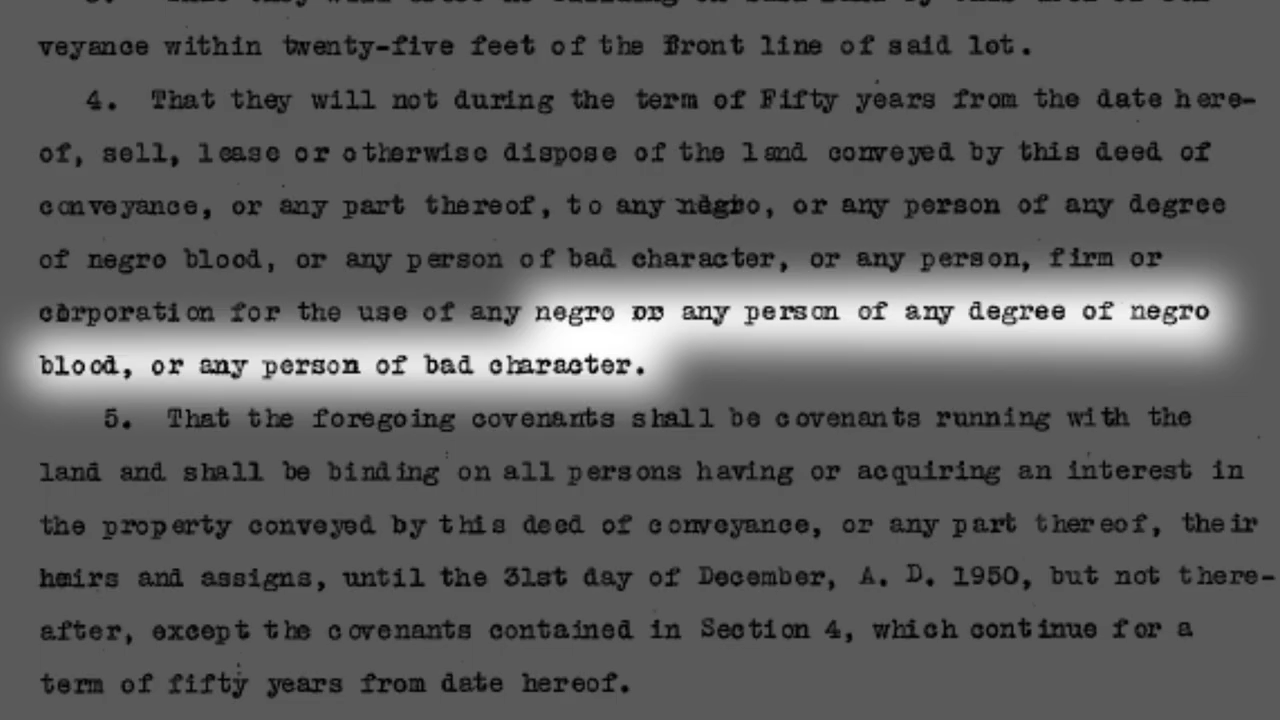 veyance within twenty-five feet of the Front line of said lot.
4. That they will not during the term of Fifty years from the date here-
of, sell, lease or otherwise dispose of the land conveyed by this deed of
conveyance, or any part thereof, to any negro, or any person of any degree
of negro blood, or any person of bad character, or any person, firm or
corporation for the use of any negro or any person of any degree of negro
blood, or any person of bad character.
5. That the foregoing covenants shall be covenants running with the
land and shall be binding on all persons having or acquiring an interest in
the property conveyed by this deed of conveyance, or any part thereof, their
heirs and assigns, until the 31st day of December, A. D. 1950, but not there-
after, except the covenants contained in Section 4, which continue for a
term of fifty years from date hereof.